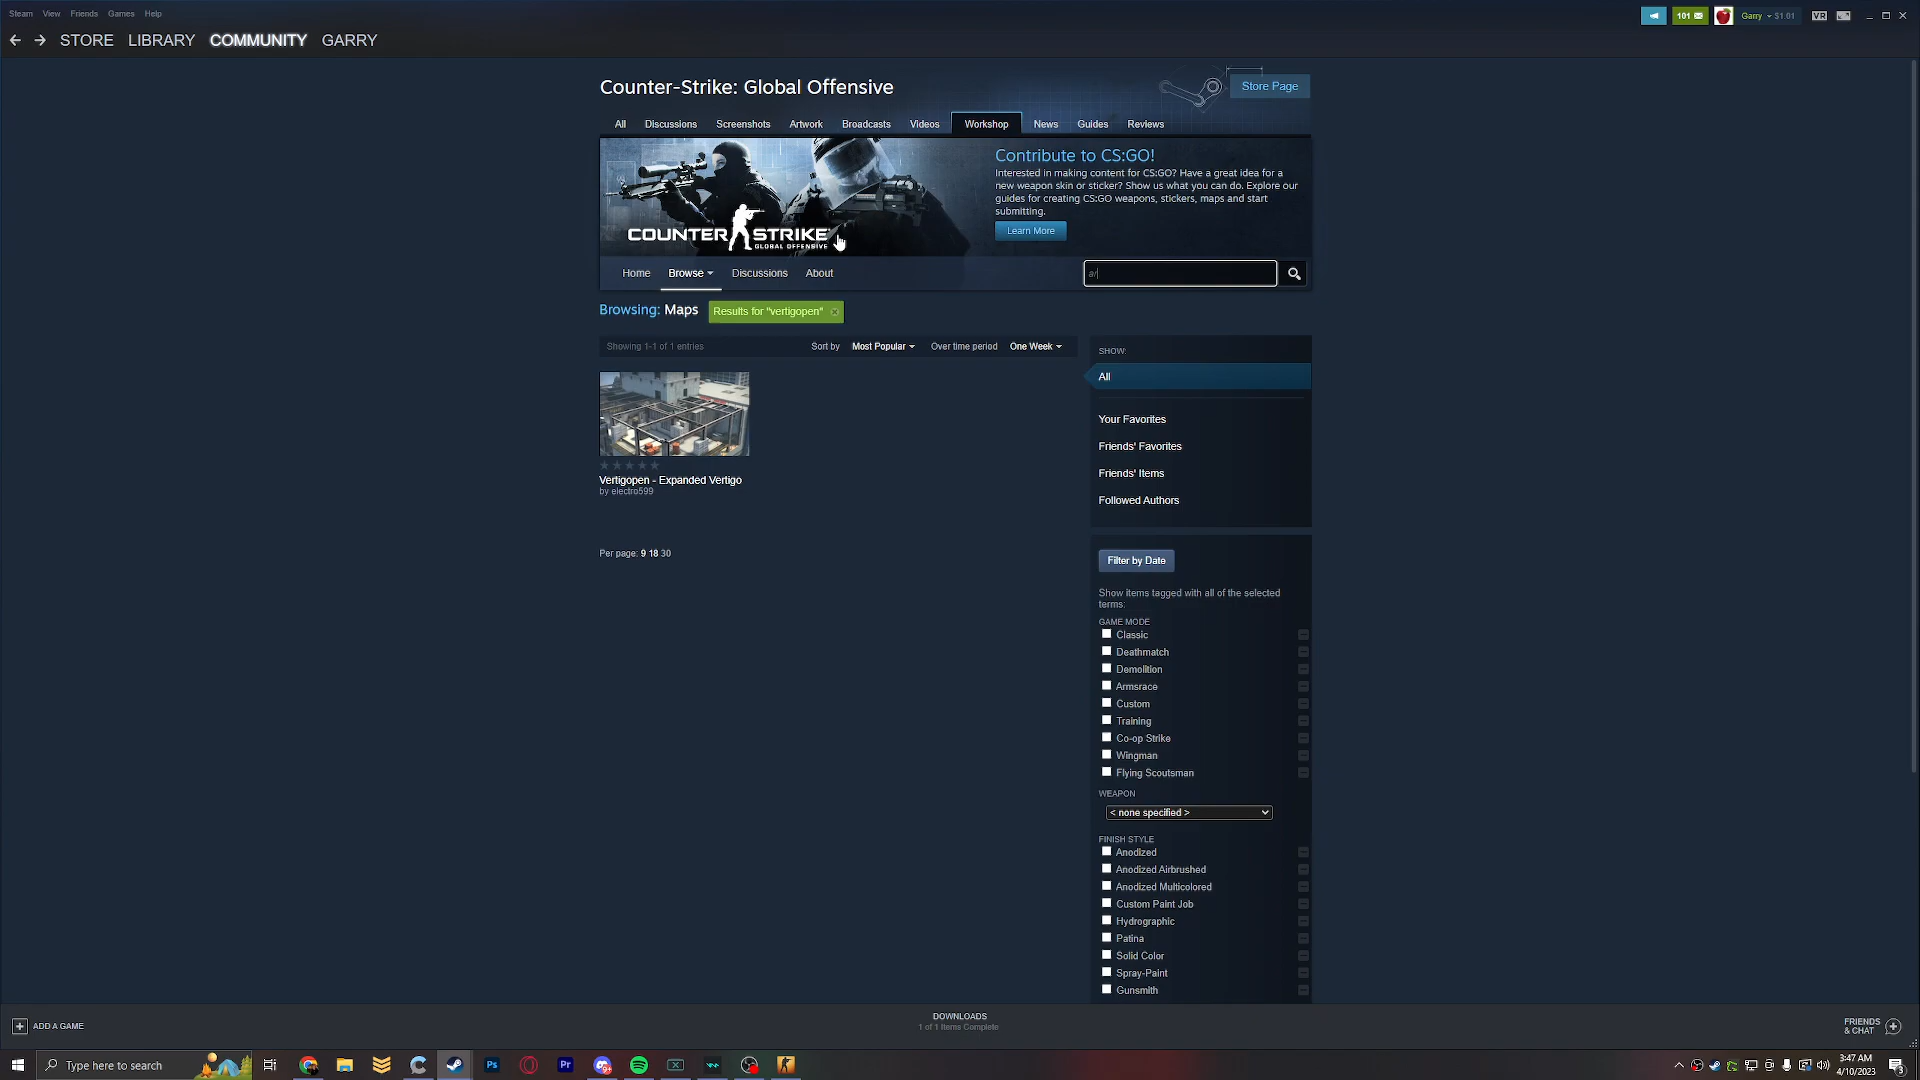 Steam View Friends Games Help
101 Garry $1.01 VR
STORE LIBRARY COMMUNITY GARRY
Counter-Strike: Global Offensive
Store Page
All Discussions Screenshots Artwork Broadcasts Videos Workshop News Guides Reviews
Contribute to CS:GO!
Interested in making content for CS:GO? Have a great idea for a
new weapon skin or sticker? Show us what you can do. Explore our
guides for creating CS:GO weapons, stickers, maps and start
submitting.
Learn More
COUNTER STRIKE
GLOBAL OFFENSIVE
Home Browse Discussions About
ar
Browsing: Maps Results for "vertigopen"
Showing 1-1 of 1 entries Sort by Most Popular Over time period One Week
SHOW:
All
Your Favorites
Friends' Favorites
Friends' Items
Followed Authors
Vertigopen - Expanded Vertigo
by electro599
Per page: 9 18 30
Filter by Date
Show items tagged with all of the selected
terms:
GAME MODE
Classic
Deathmatch
Demolition
Armsrace
Custom
Training
Co-op Strike
Wingman
Flying Scoutsman
WEAPON
< none specified >
FINISH STYLE
Anodized
Anodized Airbrushed
Anodized Multicolored
Custom Paint Job
Hydrographic
Patina
Solid Color
Spray-Paint
Gunsmith
ADD A GAME
DOWNLOADS
1 of 1 Items Complete
FRIENDS
& CHAT
Type here to search
Ps
Pr
9+
3:47 AM
4/10/2023
3